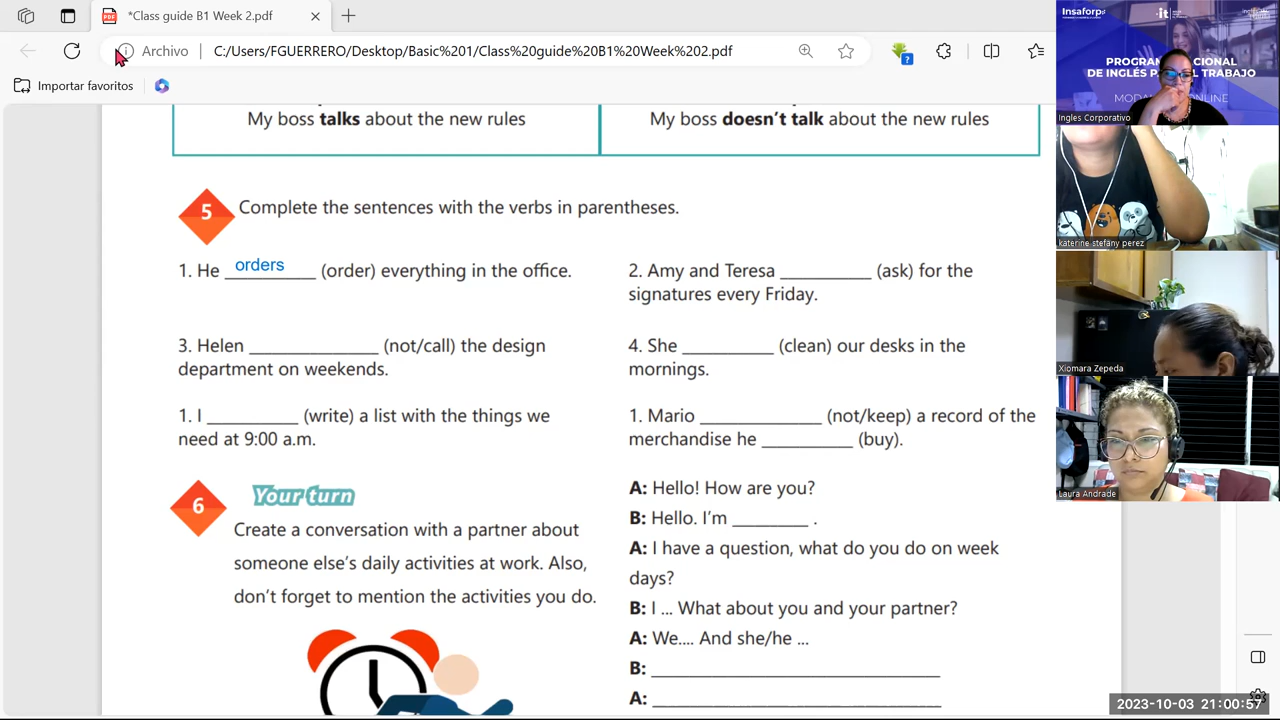 *Class guide B1 Week 2.pdf
Archivo
C:/Users/FGUERRERO/Desktop/Basic%201/Class%20guide%20B1%20Week%202.pdf
Importar favoritos
My boss talks about the new rules
My boss doesn't talk about the new rules
5
Complete the sentences with the verbs in parentheses.
1. He orders (order) everything in the office.
2. Amy and Teresa __________ (ask) for the
signatures every Friday.
3. Helen ______________ (not/call) the design
department on weekends.
4. She __________ (clean) our desks in the
mornings.
1. I __________ (write) a list with the things we
need at 9:00 a.m.
1. Mario _____________ (not/keep) a record of the
merchandise he __________ (buy).
6
Your turn
Create a conversation with a partner about
someone else's daily activities at work. Also,
don't forget to mention the activities you do.
A: Hello! How are you?
B: Hello. I'm ________ .
A: I have a question, what do you do on week
days?
B: I ... What about you and your partner?
A: We.... And she/he ...
B: _______________________________
A: _______________________________
Insaforp
it
DE INGLÉS
TRABAJO
Ingles Corporativo
katerine stefany perez
Xiomara Zepeda
Laura Andrade
2023-10-03 21:00:57